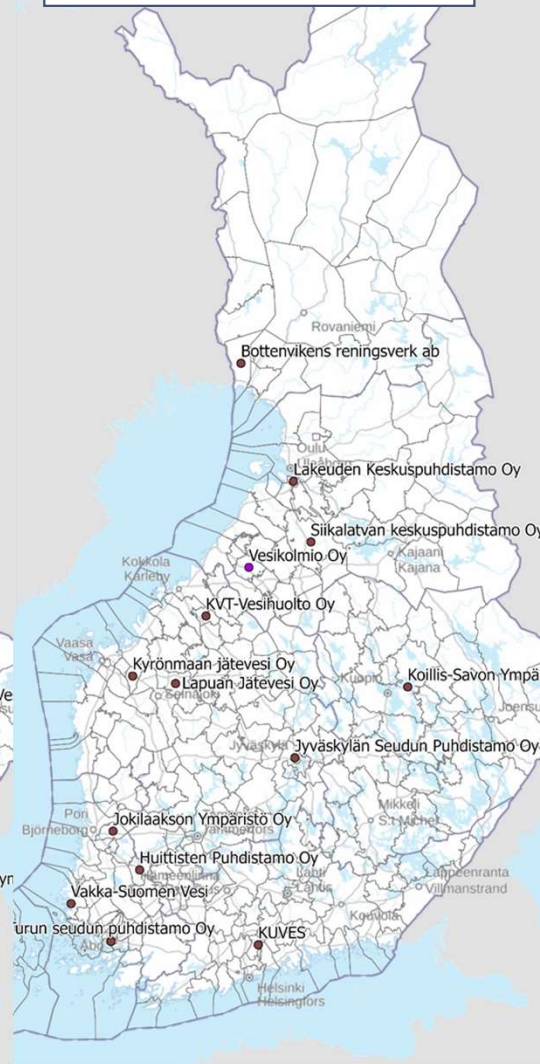 Rovaniemi
Bottenvikens reningsverk ab
Oulu
Lakeuden Keskuspuhdistamo Oy
Siikalatvan keskuspuhdistamo Oy
Kajaani
Kajana
Vesikolmio Oy
Kokkola
Karleby
KVT-Vesihuolto Oy
Vaasa
Vasa
Kyrönmaan jätevesi Oy
Lapuan Jätevesi Oy
Seinäjoki
Kuopio
Koillis-Savon Ympä
Joensu
Jyväskylä
Jyväskylän Seudun Puhdistamo Oy
Pori
Björneborg
Jokilaakson Ympäristö Oy
Tammerfors
Mikkeli
S:t Michel
Huittisten Puhdistamo Oy
Hämeenlinna
Lahti
Lahtis
Lappeenranta
Villmanstrand
Vakka-Suomen Vesi
Kouvola
Turun seudun puhdistamo Oy
Åbo
KUVES
Helsinki
Helsingfors